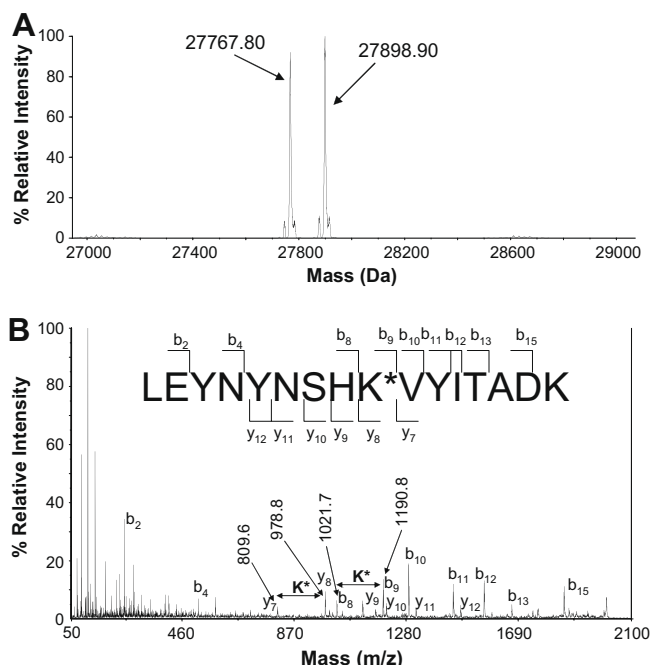 A
27767.80
27898.90
% Relative Intensity
100
80
60
40
20
0
27000 27400 27800 28200 28600 29000
Mass (Da)
B
% Relative Intensity
100
80
60
40
20
0
b2 b4 b8 b9 b10 b11 b12 b13 b15
LEYNYNSHK*VYITADK
y12 y11 y10 y9 y8 y7
809.6
978.8
1021.7
1190.8
b2
b4
y7
K*
y8
b8
K*
y9
b9
y10
b10
y11
b11
y12
b12
b13
b15
50 460 870 1280 1690 2100
Mass (m/z)